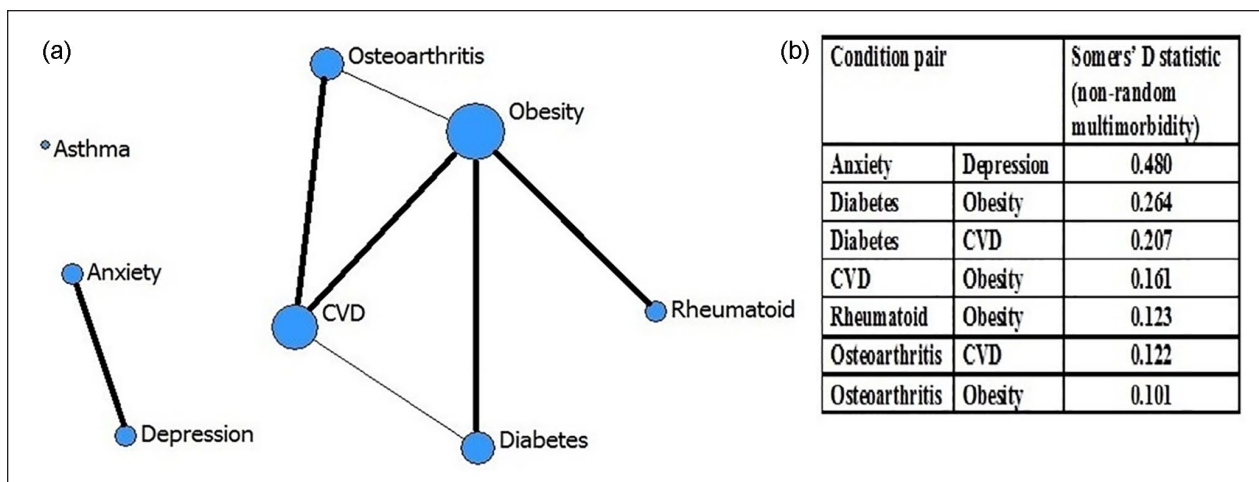 (a)
Osteoarthritis
Obesity
Asthma
Anxiety
CVD
Rheumatoid
Depression
Diabetes
(b)
Condition pair Somers’ D statistic
(non-random
multimorbidity)
Anxiety Depression 0.480
Diabetes Obesity 0.264
Diabetes CVD 0.207
CVD Obesity 0.161
Rheumatoid Obesity 0.123
Osteoarthritis CVD 0.122
Osteoarthritis Obesity 0.101